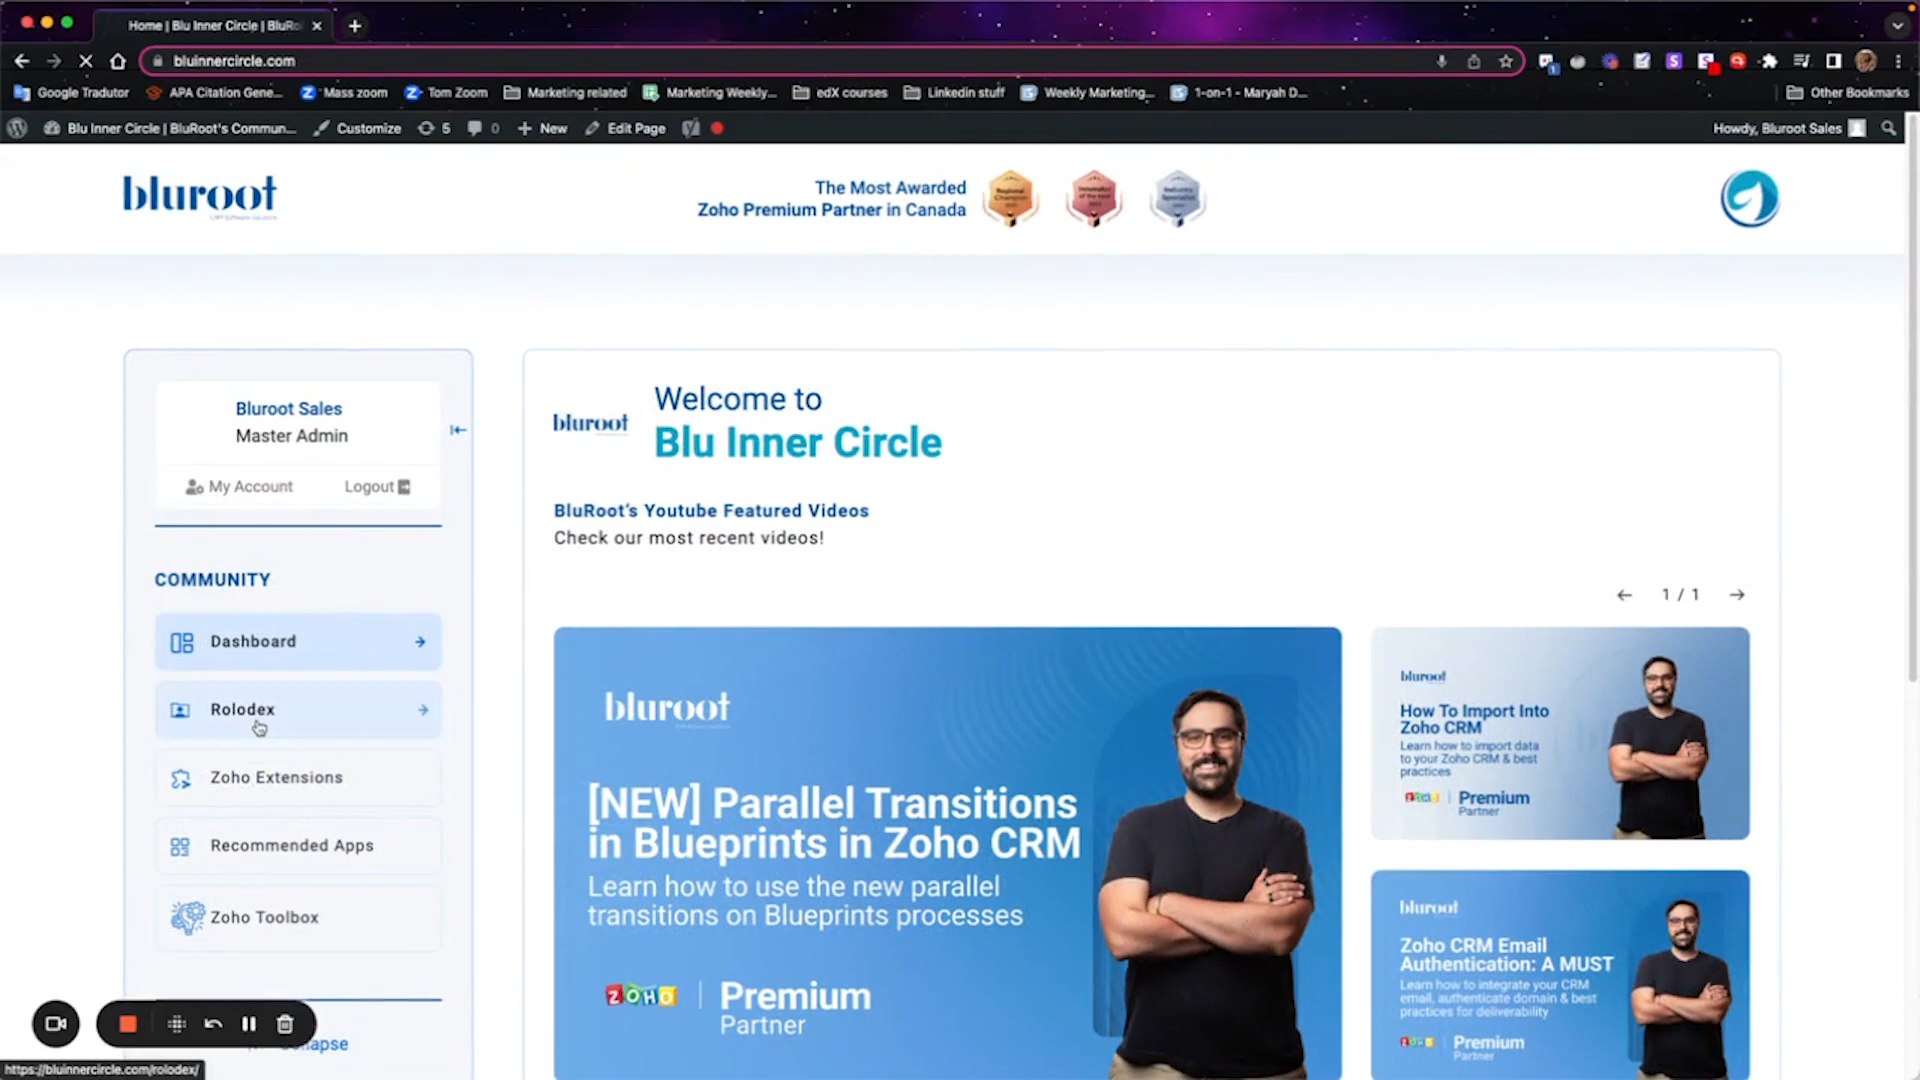 Home | Blu Inner Circle | BluRo
bluinnercircle.com
Google Tradutor
APA Citation Gene...
Mass zoom
Tom Zoom
Marketing related
Marketing Weekly...
edX courses
Linkedin stuff
Weekly Marketing...
1-on-1 - Maryah D...
Other Bookmarks
Blu Inner Circle | BluRoot's Commun...
Customize
5
0
New
Edit Page
Howdy, Bluroot Sales
bluroot
The Most Awarded
Zoho Premium Partner in Canada
Bluroot Sales
Master Admin
My Account
Logout
COMMUNITY
Dashboard
Rolodex
Zoho Extensions
Recommended Apps
Zoho Toolbox
bluroot
Welcome to
Blu Inner Circle
BluRoot's Youtube Featured Videos
Check our most recent videos!
1 / 1
bluroot
[NEW] Parallel Transitions
in Blueprints in Zoho CRM
Learn how to use the new parallel
transitions on Blueprints processes
ZOHO
Premium
Partner
bluroot
How To Import Into
Zoho CRM
Learn how to import data
to your Zoho CRM & best
practices
ZOHO
Premium
Partner
bluroot
Zoho CRM Email
Authentication: A MUST
Learn how to integrate your CRM
email, authenticate domain & best
practices for deliverability
ZOHO
Premium
Partner
https://bluinnercircle.com/rolodex/